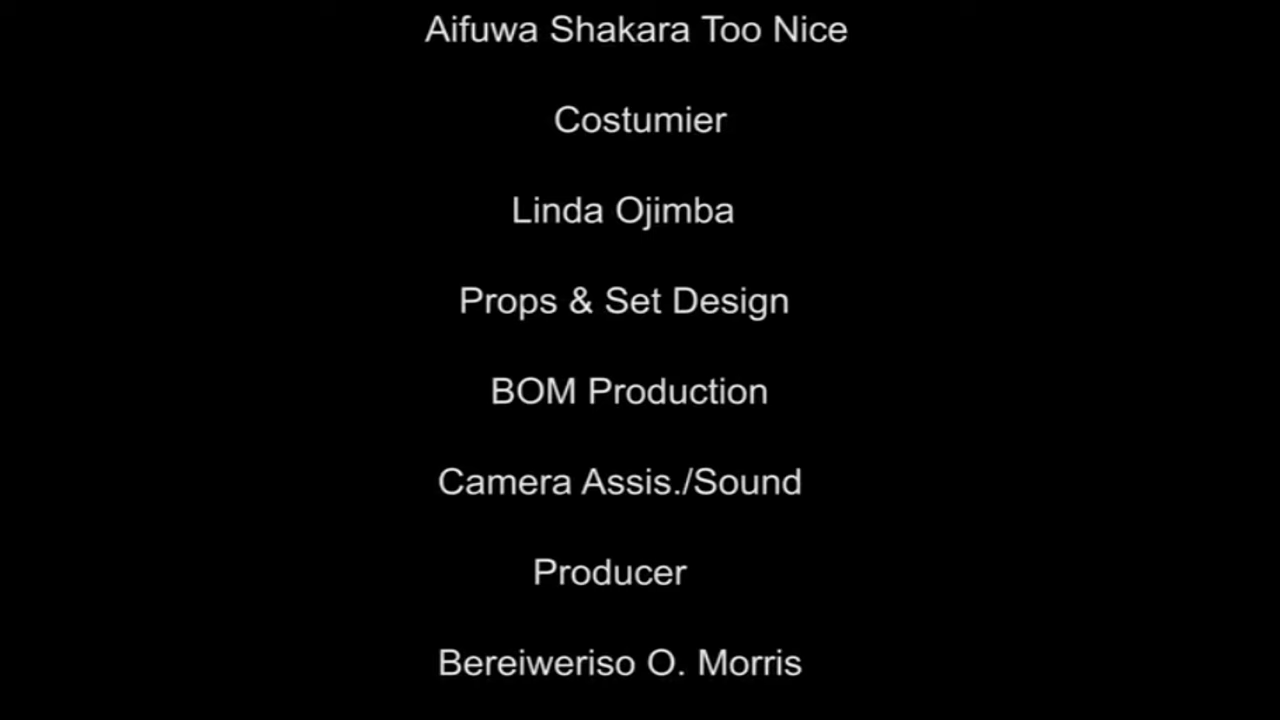 Aifuwa Shakara Too Nice
Costumier
Linda Ojimba
Props & Set Design
BOM Production
Camera Assis./Sound
Producer
Bereiweriso O. Morris